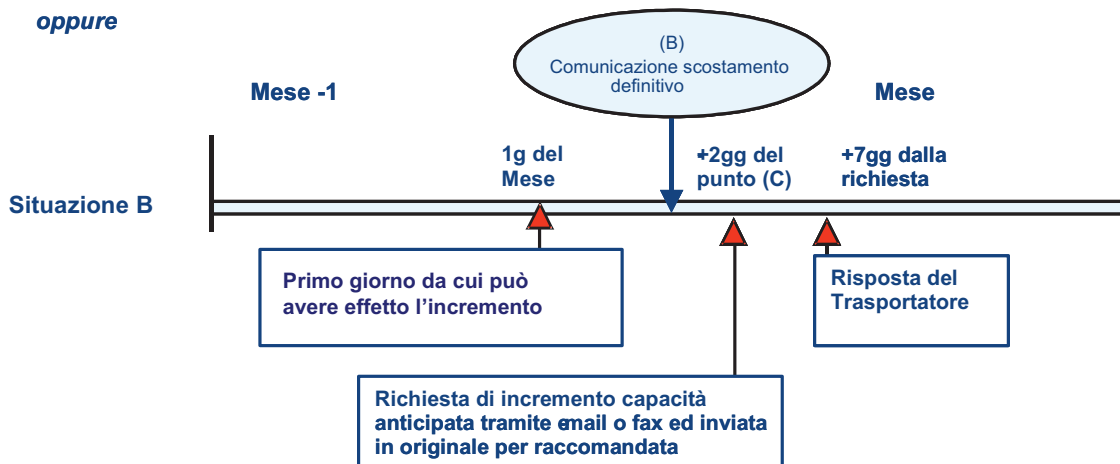 oppure
(B)
Comunicazione scostamento
definitivo
Mese -1
Mese
1g del
Mese
+2gg del
punto (C)
+7gg dalla
richiesta
Situazione B
Primo giorno da cui può
avere effetto l’incremento
Risposta del
Trasportatore
Richiesta di incremento capacità
anticipata tramite email o fax ed inviata
in originale per raccomandata